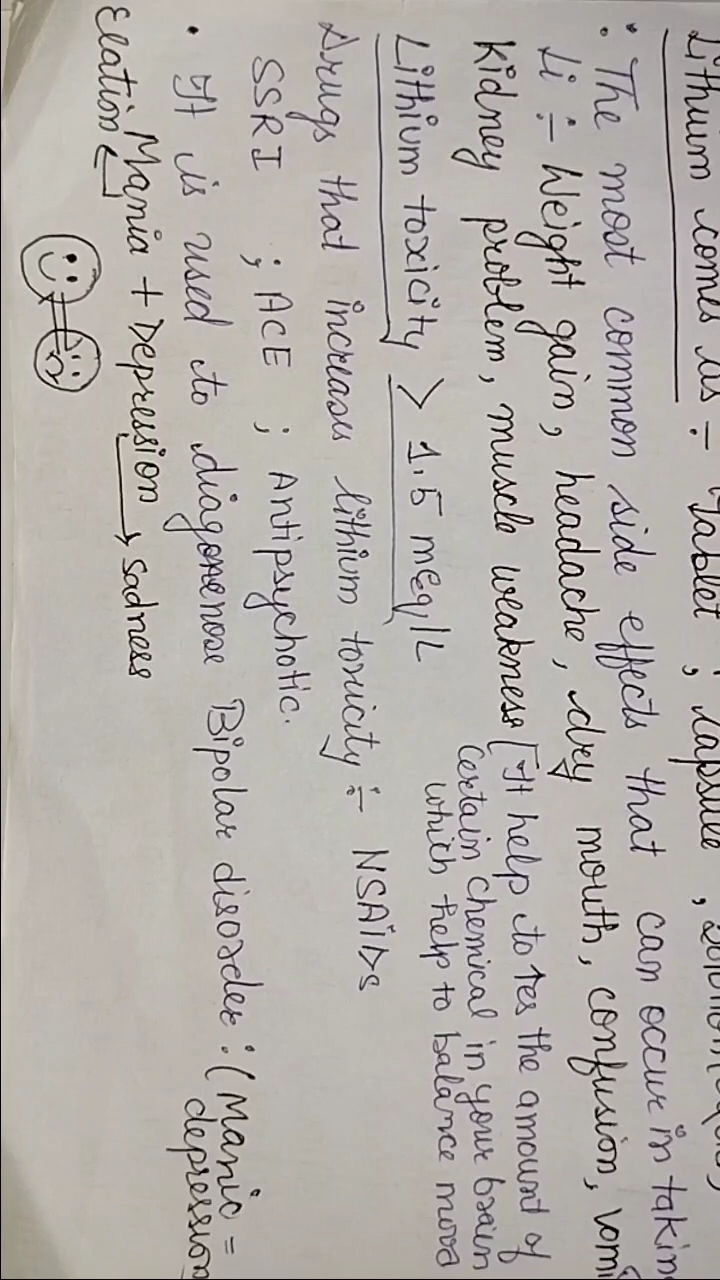 Lithium comes as :- Tablet ; capsule ,
• The most common side effects that can occur in takin
Li :- Weight gain, headache, dry mouth, confusion, vomi
Kidney problem, muscle weakness [It help to res the amount of
certain chemical in your brain
which help to balance mood
Lithium toxicity > 1.5 mEq/L
Drugs that increase lithium toxicity :- NSAIDs
SSRI ; ACE ; Antipsychotic.
• It is used to diagonenose Bipolar disorder : (Manic =
depression
Mania + Depression → sadness
Elation